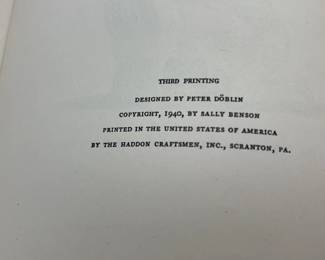 THIRD PRINTING
DESIGNED BY PETER DÖBLIN
COPYRIGHT, 1940, BY SALLY BENSON
PRINTED IN THE UNITED STATES OF AMERICA
BY THE HADDON CRAFTSMEN, INC., SCRANTON, PA.